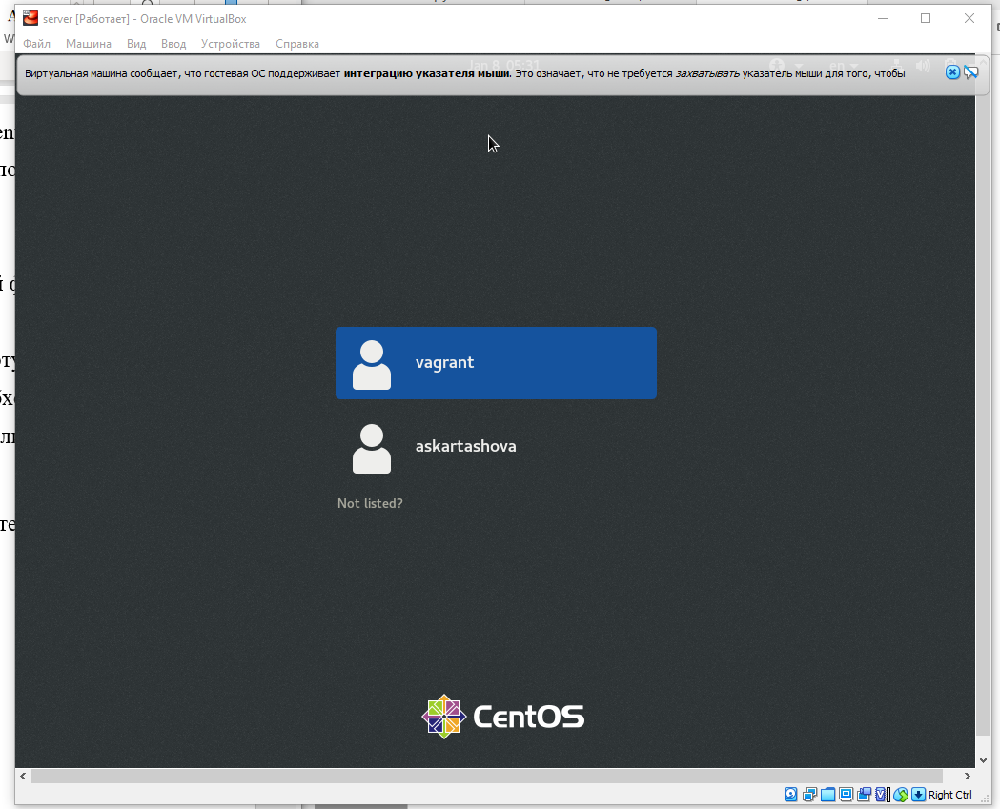 server [Работает] - Oracle VM VirtualBox
Файл Машина Вид Ввод Устройства Справка
Jan 8, 05:31
en
Виртуальная машина сообщает, что гостевая ОС поддерживает интеграцию указателя мыши. Это означает, что не требуется захватывать указатель мыши для того, чтобы
vagrant
askartashova
Not listed?
CentOS
Right Ctrl